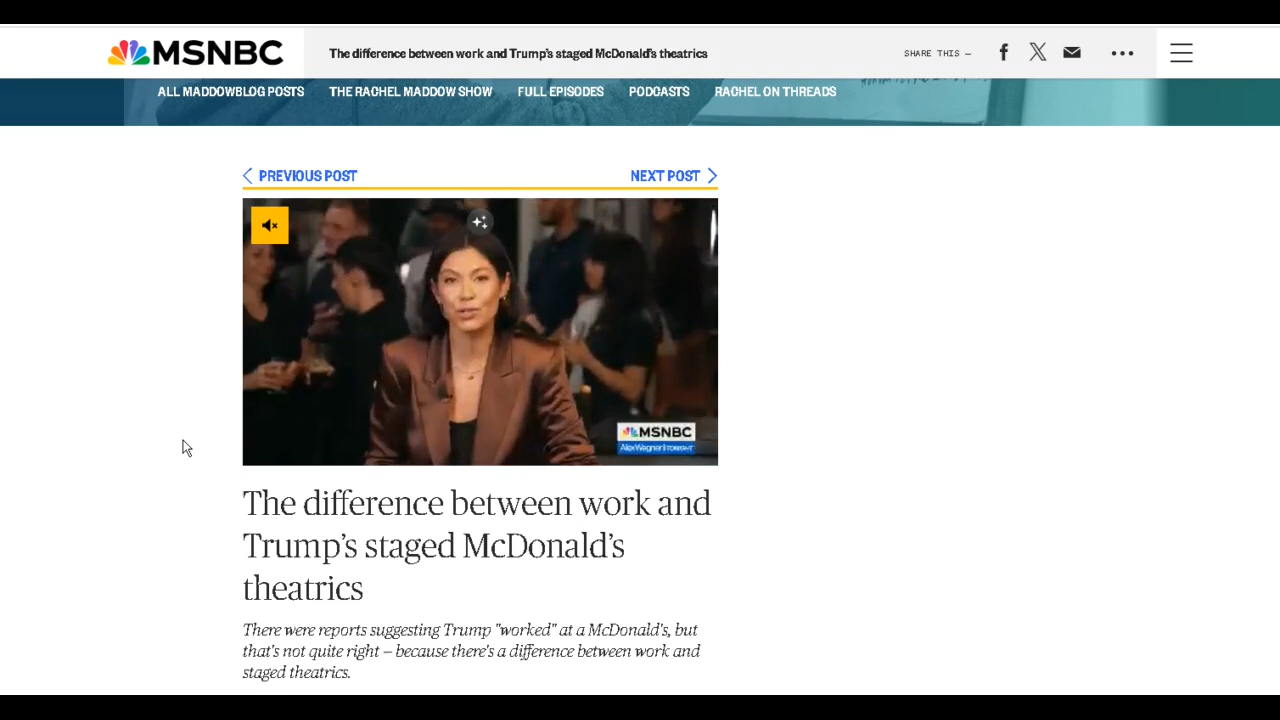 MSNBC
The difference between work and Trump's staged McDonald's theatrics
SHARE THIS —
ALL MADDOWBLOG POSTS
THE RACHEL MADDOW SHOW
FULL EPISODES
PODCASTS
RACHEL ON THREADS
PREVIOUS POST
NEXT POST
MSNBC
AlexWagnerTONIGHT
The difference between work and
Trump's staged McDonald's
theatrics
There were reports suggesting Trump "worked" at a McDonald's, but
that's not quite right — because there's a difference between work and
staged theatrics.